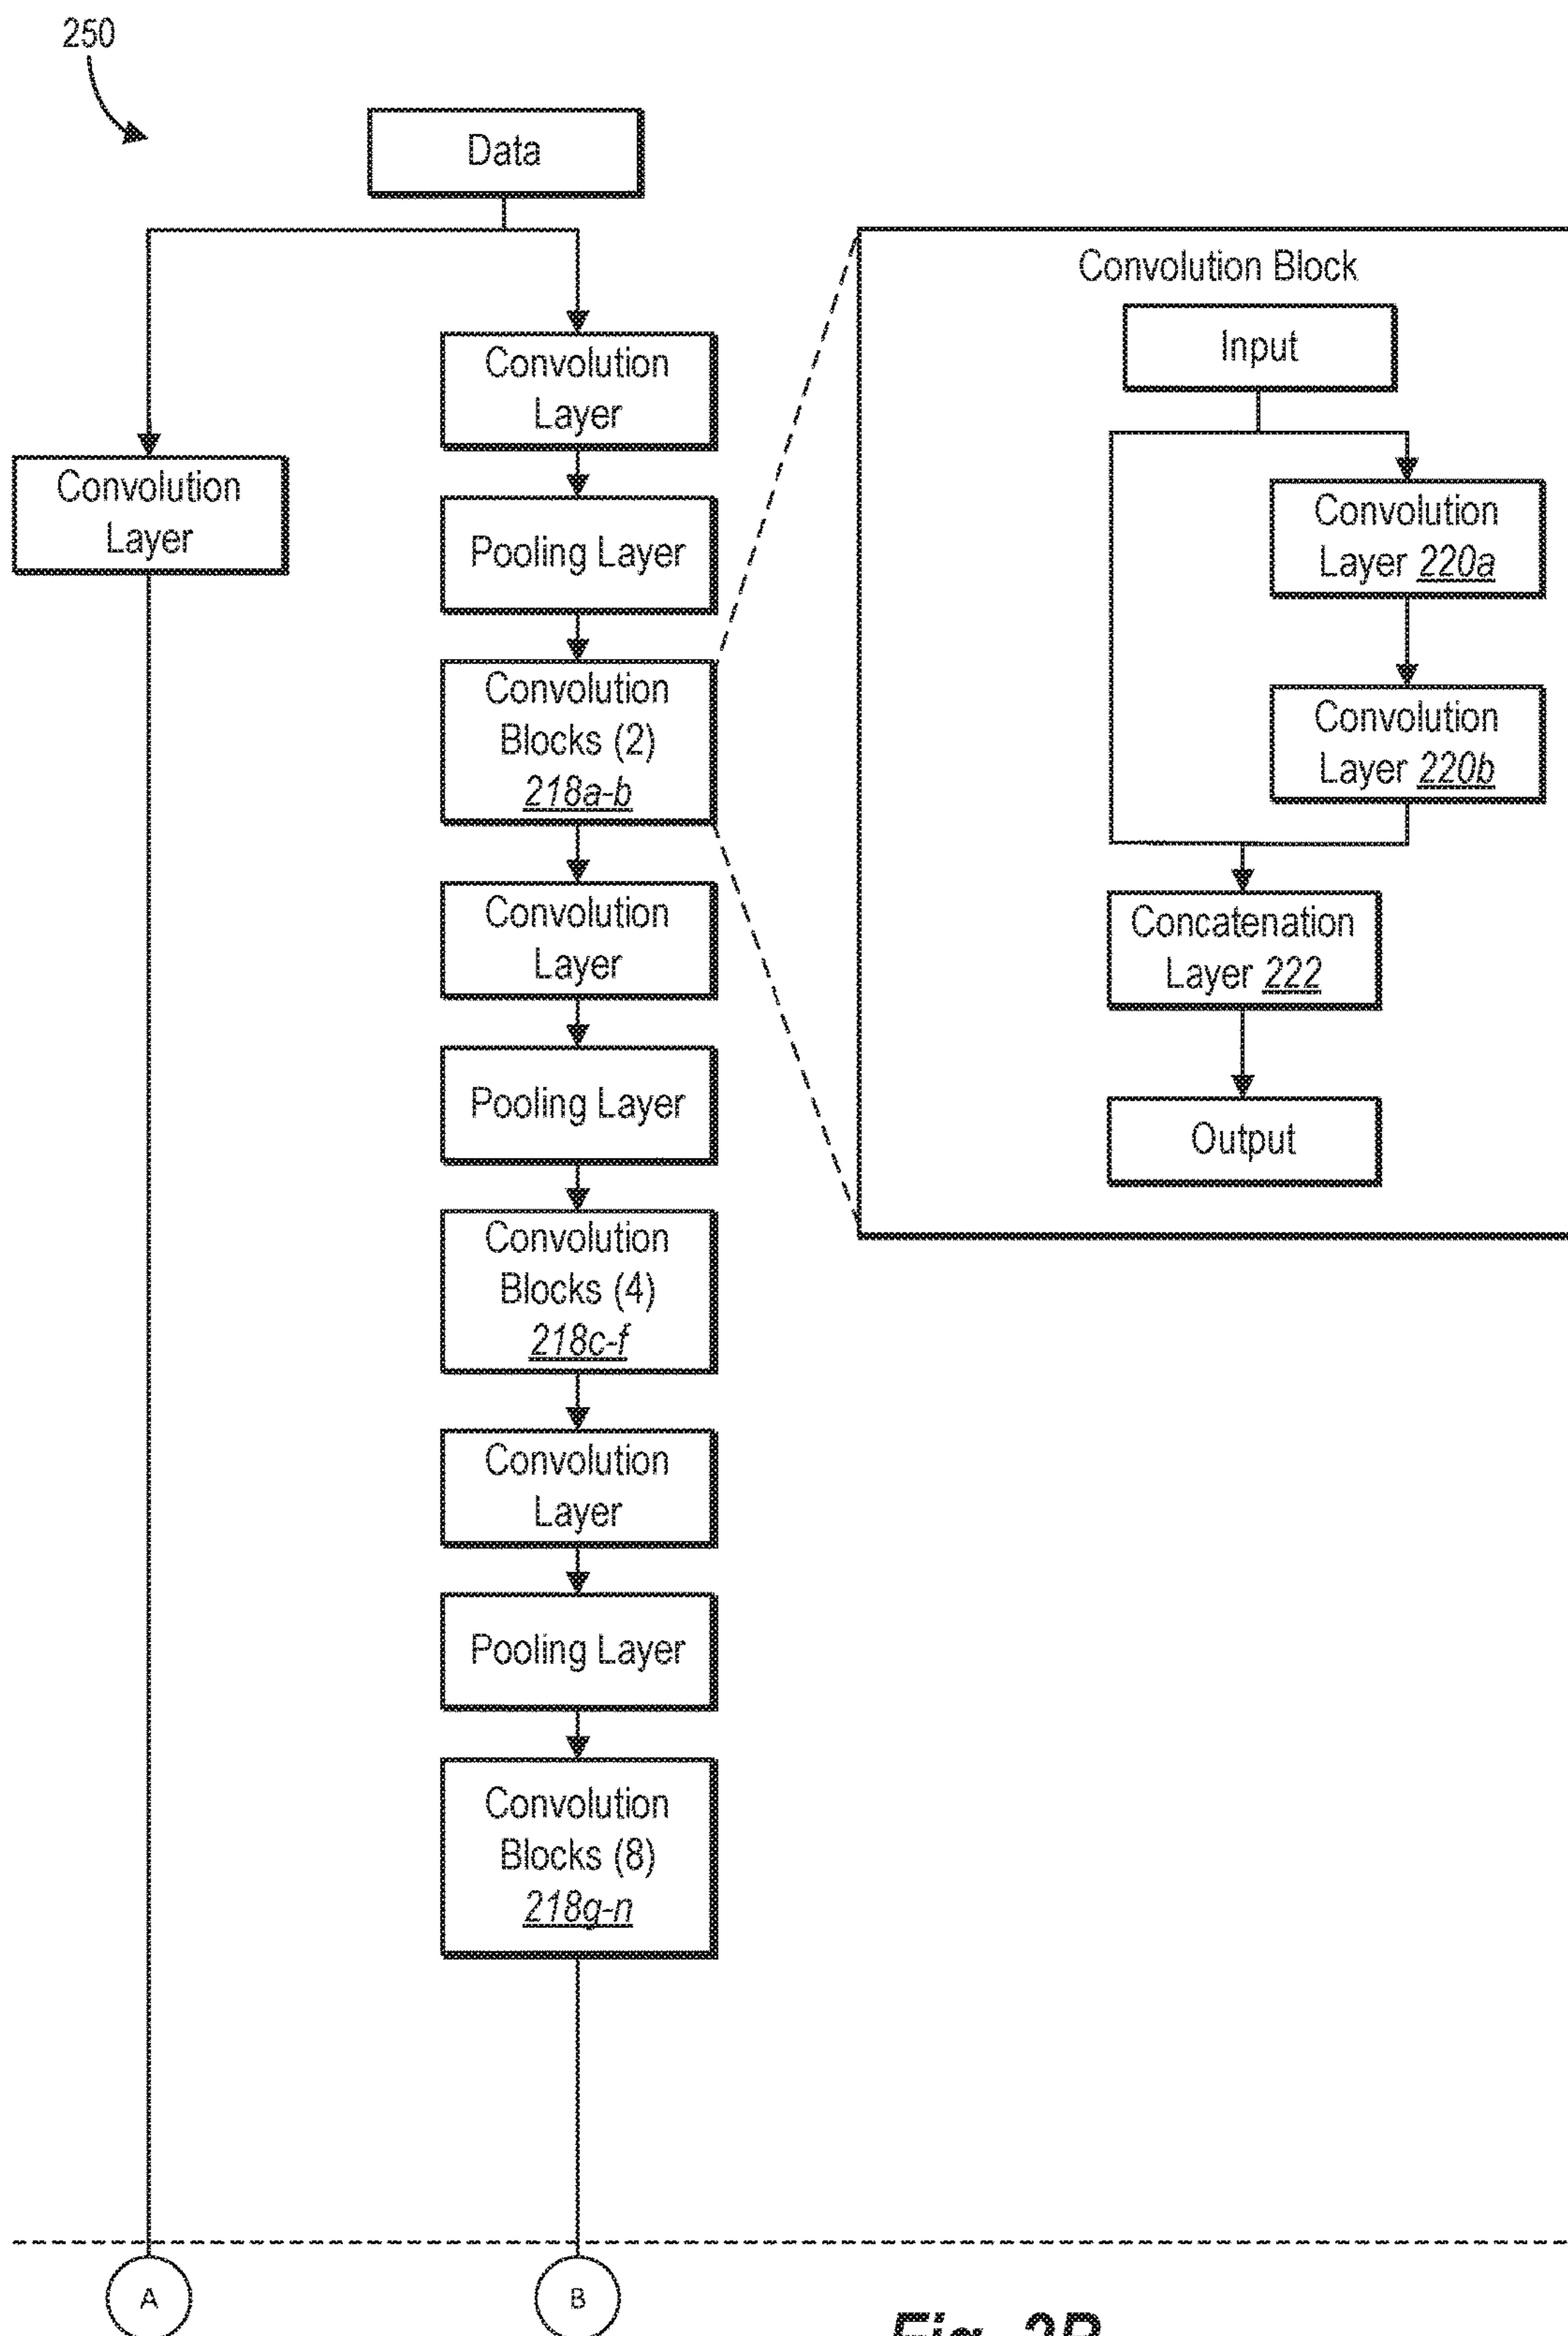 250
Data
Convolution
Layer
Convolution
Layer
Pooling Layer
Convolution
Blocks (2)
218a-b
Convolution
Layer
Pooling Layer
Convolution
Blocks (4)
218c-f
Convolution
Layer
Pooling Layer
Convolution
Blocks (8)
218g-n
Convolution Block
Input
Convolution
Layer 220a
Convolution
Layer 220b
Concatenation
Layer 222
Output
A
B